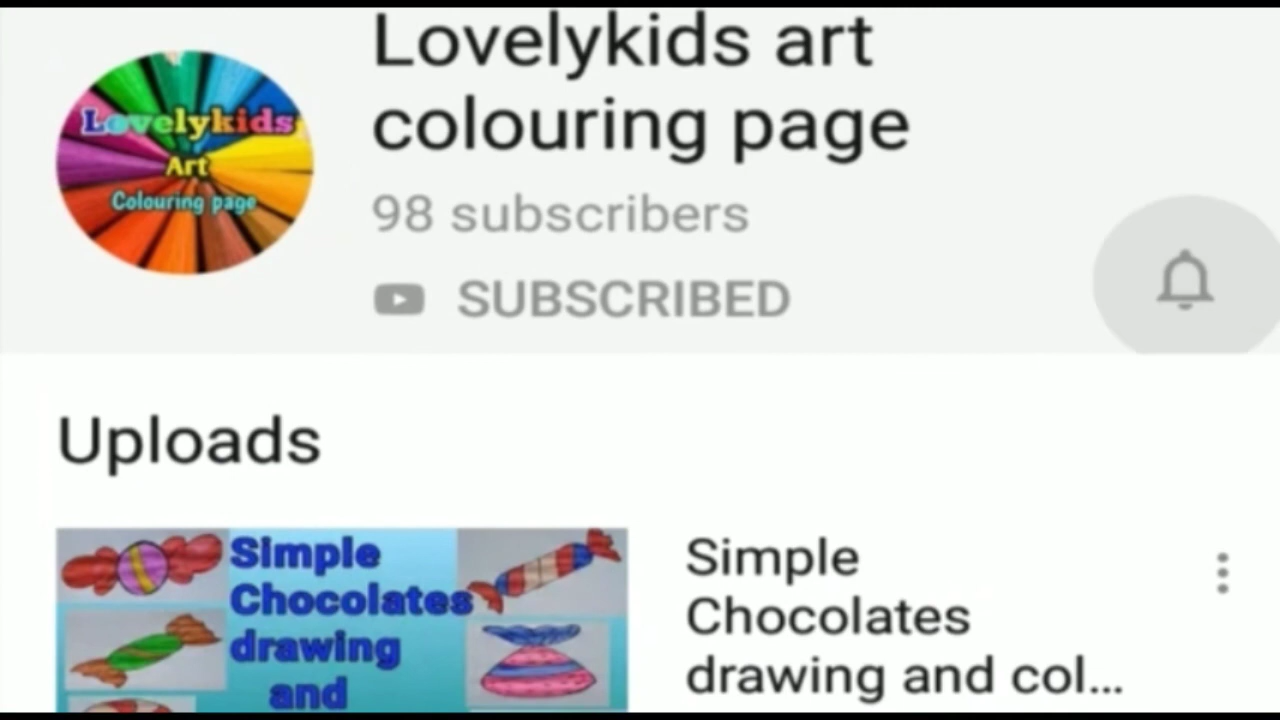 Lovelykids art
colouring page
Lovelykids
Art
Colouring page
98 subscribers
SUBSCRIBED
Uploads
Simple
Chocolates
drawing
and
Simple
Chocolates
drawing and col...